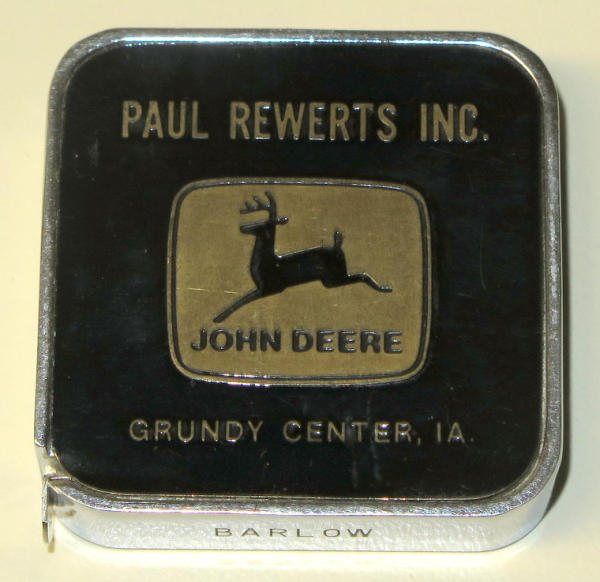 PAUL REWERTS INC.
JOHN DEERE
GRUNDY CENTER, IA.
BARLOW